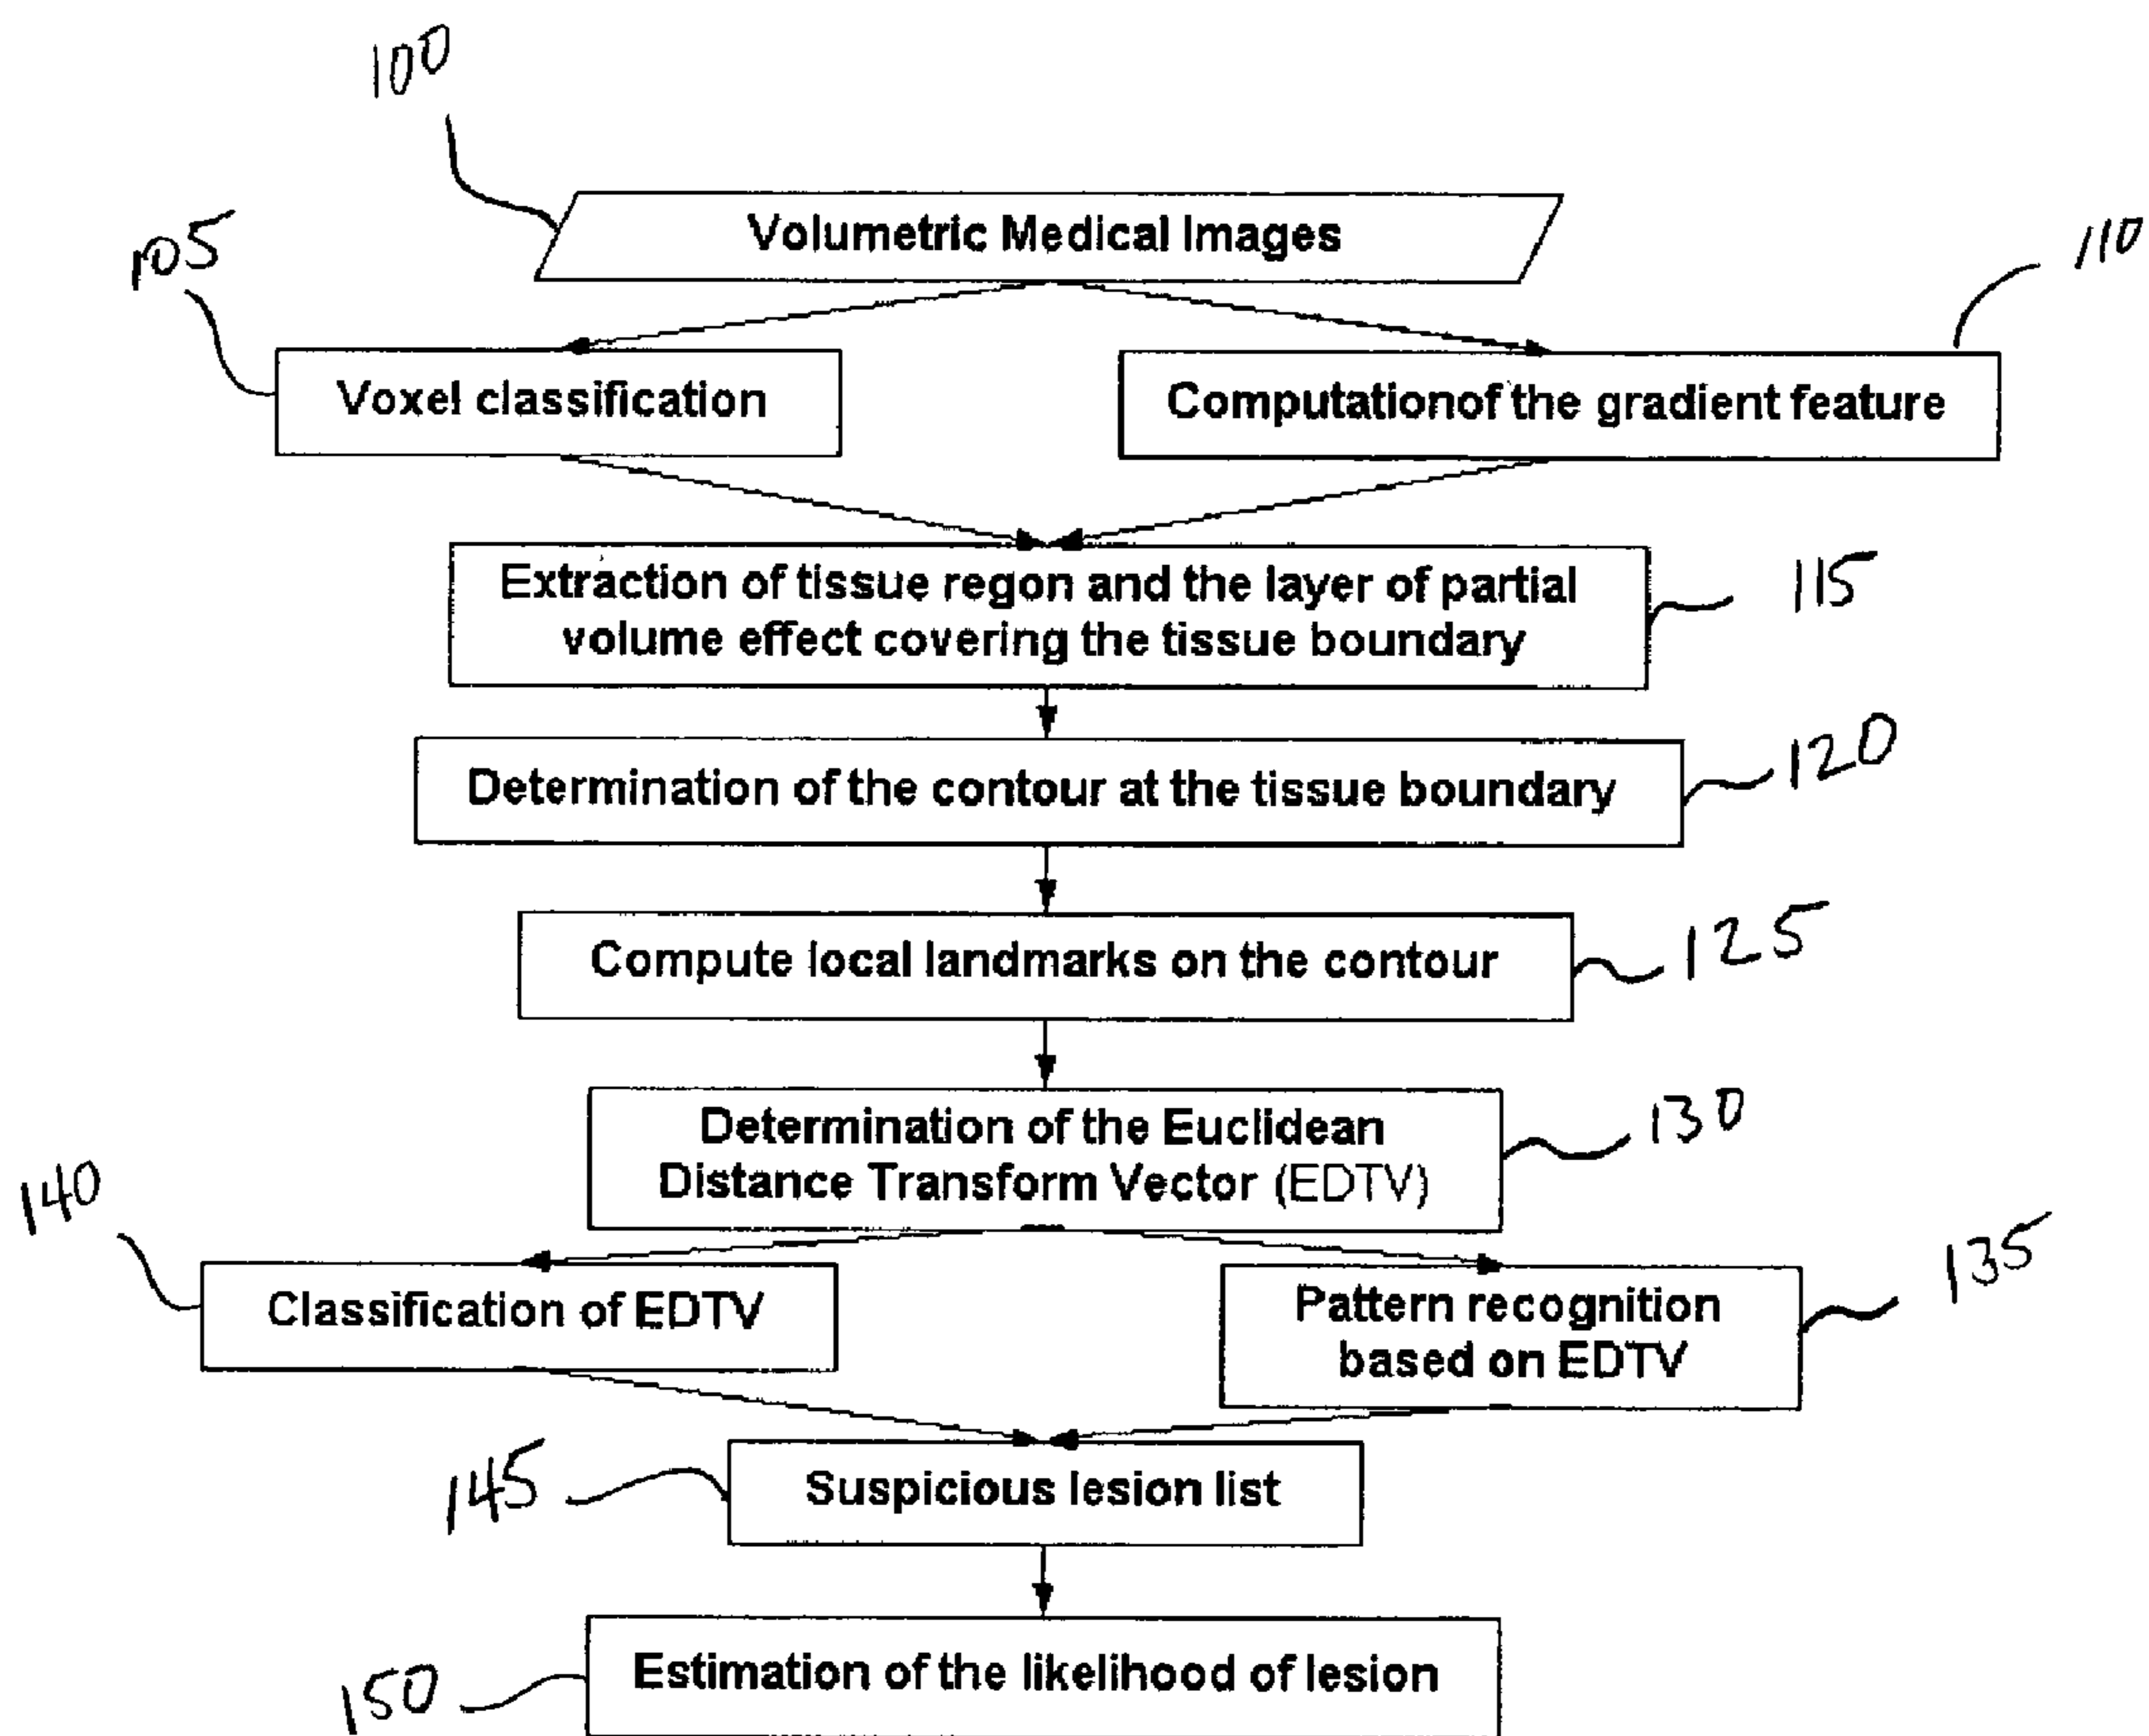 100
Volumetric Medical Images
105
110
Voxel classification
Computationof the gradient feature
Extraction of tissue regon and the layer of partial
volume effect covering the tissue boundary
115
Determination of the contour at the tissue boundary
120
Compute local landmarks on the contour
125
Determination of the Euclidean
Distance Transform Vector (EDTV)
130
140
Classification of EDTV
135
Pattern recognition
based on EDTV
145
Suspicious lesion list
150
Estimation of the likelihood of lesion